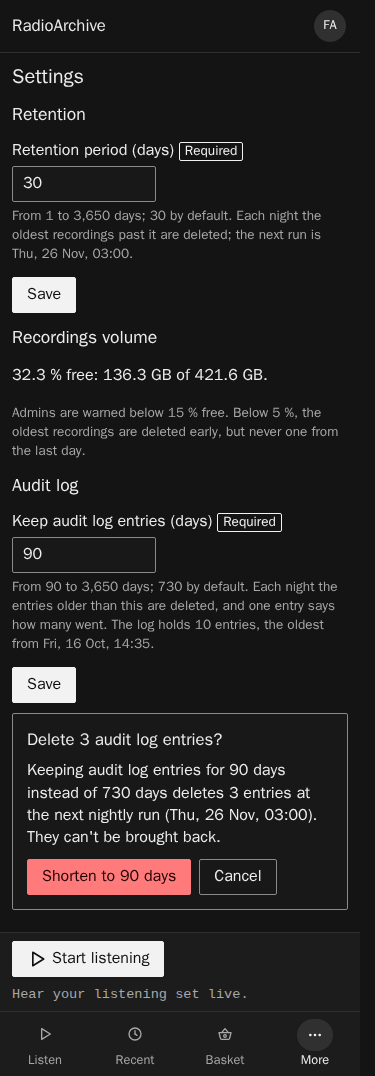 RadioArchive
FA
Settings
Retention
Retention period (days) Required
30
From 1 to 3,650 days; 30 by default. Each night the
oldest recordings past it are deleted; the next run is
Thu, 26 Nov, 03:00.
Save
Recordings volume
32.3 % free: 136.3 GB of 421.6 GB.
Admins are warned below 15 % free. Below 5 %, the
oldest recordings are deleted early, but never one from
the last day.
Audit log
Keep audit log entries (days) Required
90
From 90 to 3,650 days; 730 by default. Each night the
entries older than this are deleted, and one entry says
how many went. The log holds 10 entries, the oldest
from Fri, 16 Oct, 14:35.
Save
Delete 3 audit log entries?
Keeping audit log entries for 90 days
instead of 730 days deletes 3 entries at
the next nightly run (Thu, 26 Nov, 03:00).
They can't be brought back.
Shorten to 90 days
Cancel
Start listening
Hear your listening set live.
Listen
Recent
Basket
More